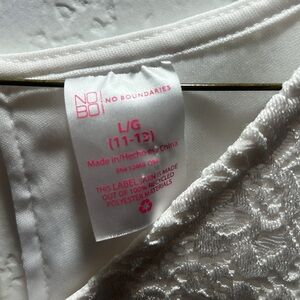 NO
BO
NO BOUNDARIES
L/G
(11-13)
Made in/Hecho en China
THIS LABEL SKIN IS MADE
OUT OF 100% RECYCLED
POLYESTER MATERIALS